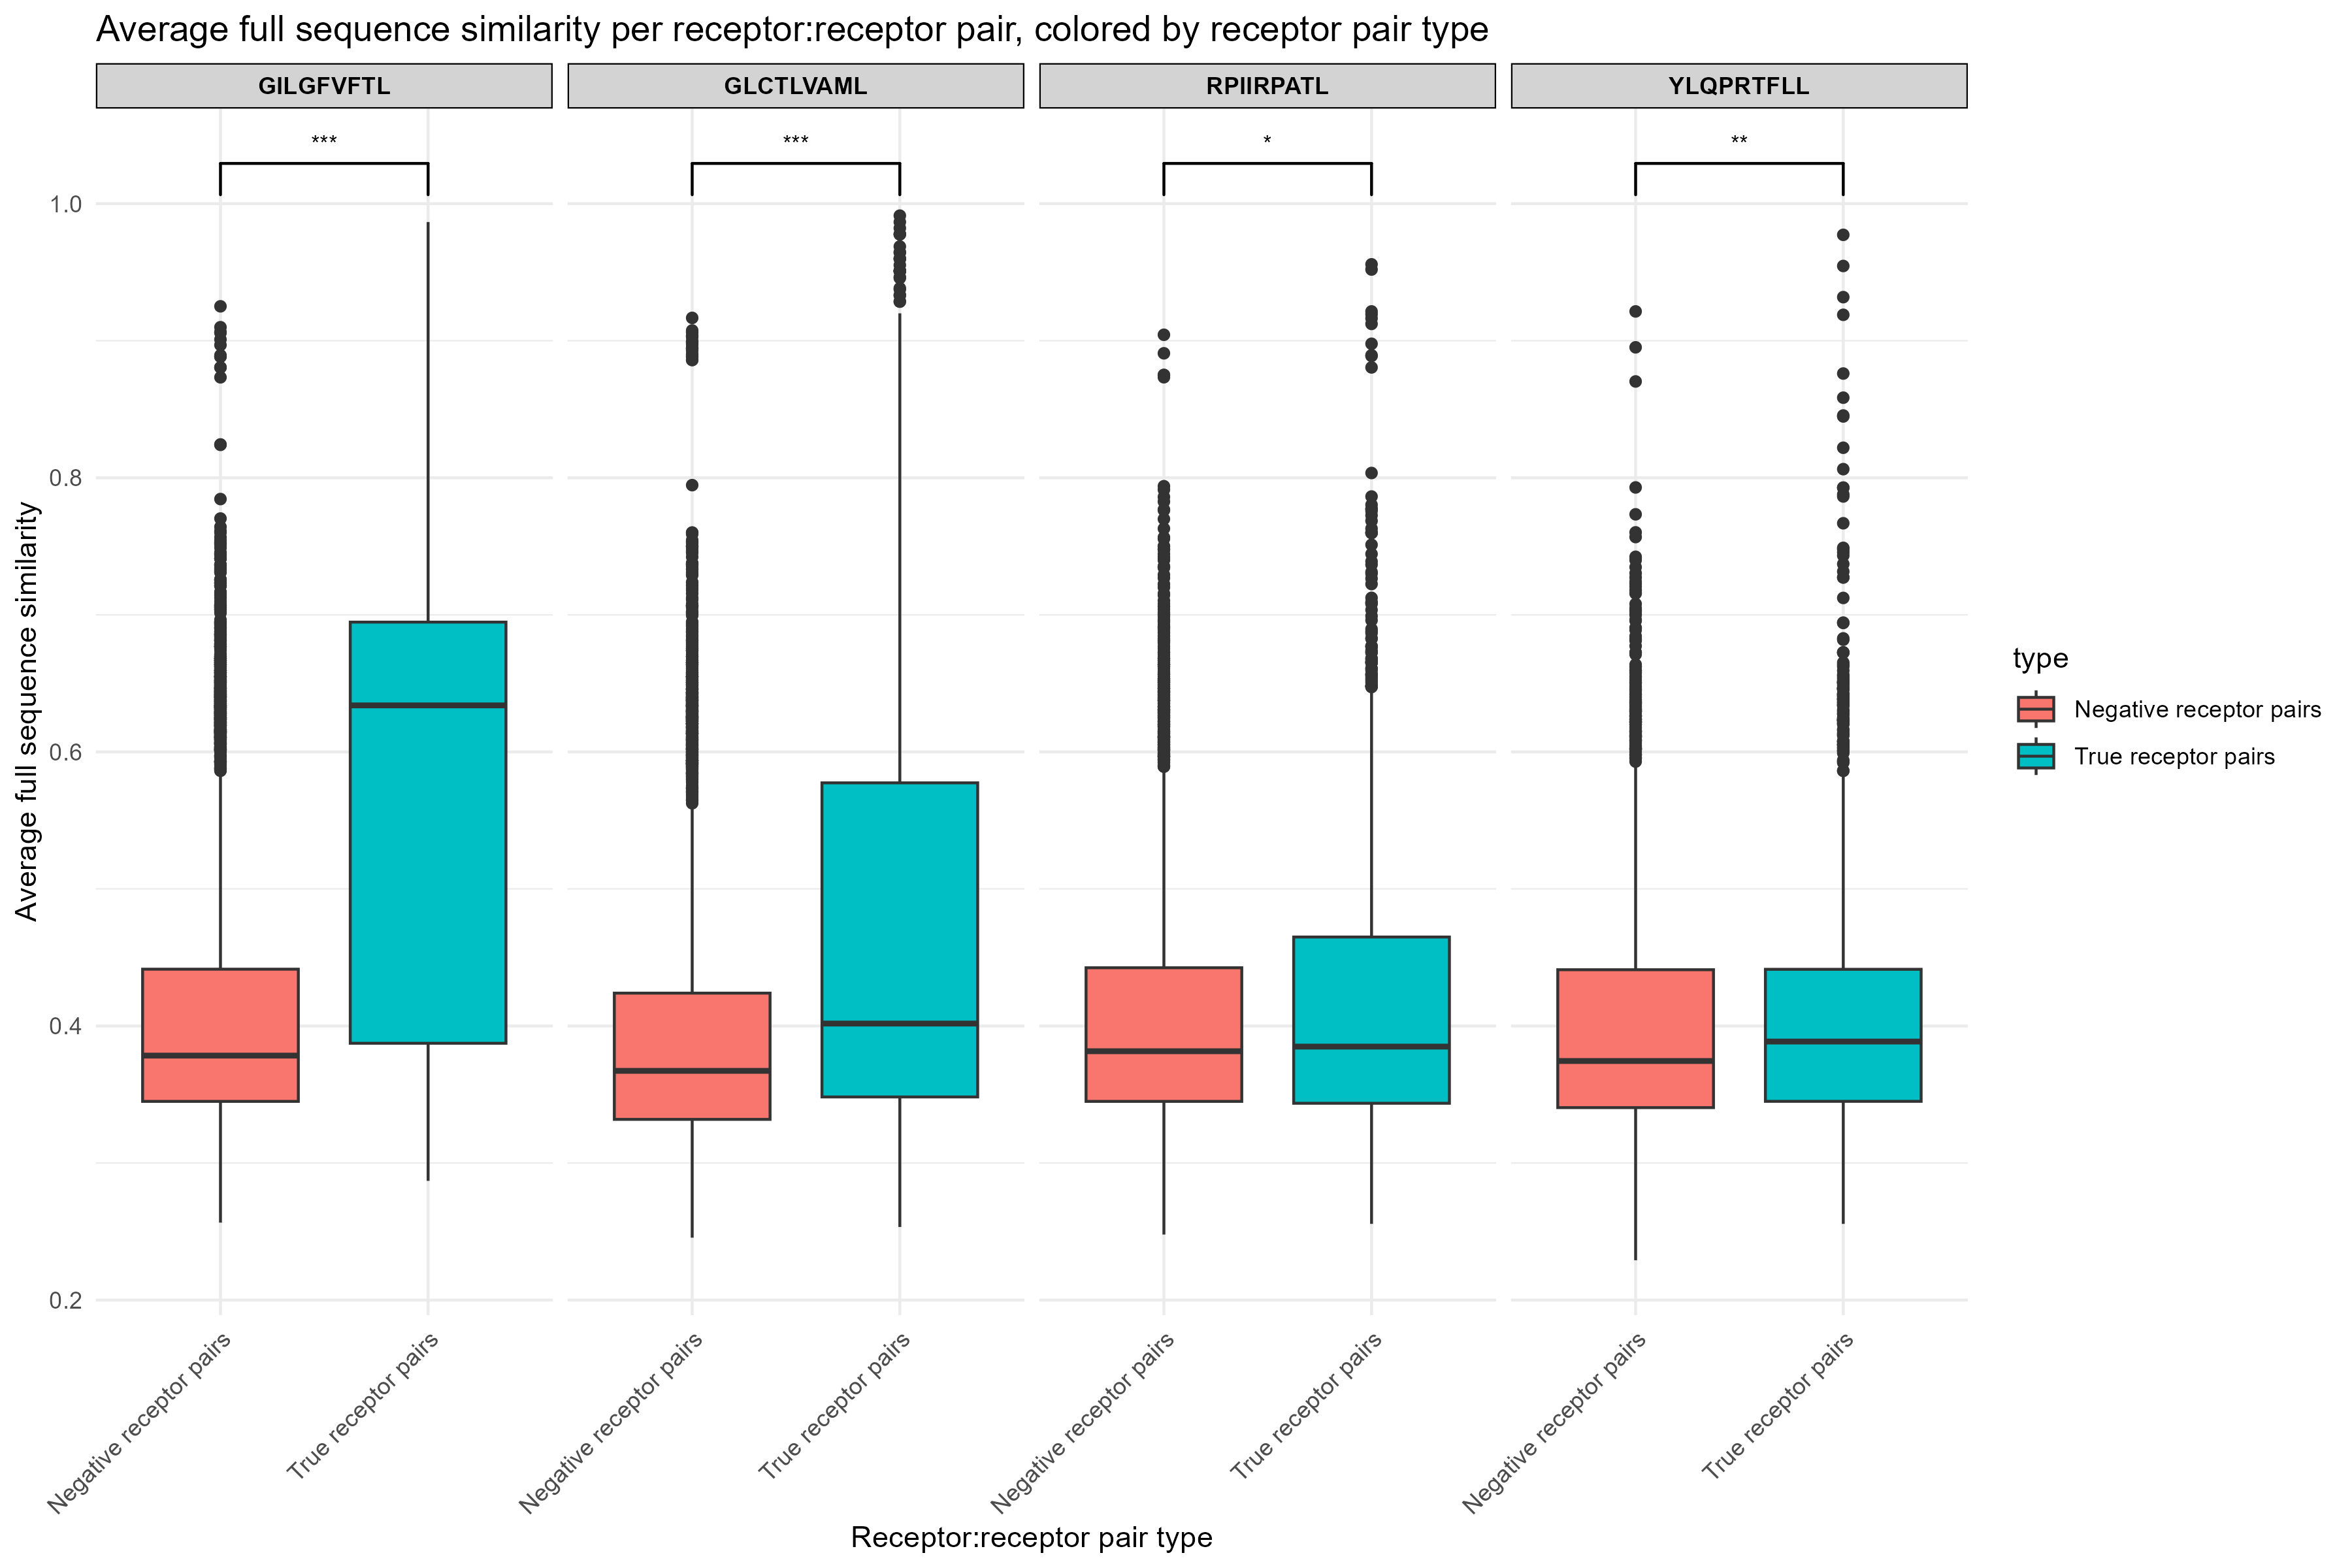 Average full sequence similarity per receptor:receptor pair, colored by receptor pair type
GILGFVFTL
GLCTLVAML
RPIIRPATL
YLQPRTFLL
***
***
*
**
1.0
0.8
0.6
0.4
0.2
Average full sequence similarity
Negative receptor pairs
True receptor pairs
Negative receptor pairs
True receptor pairs
Negative receptor pairs
True receptor pairs
Negative receptor pairs
True receptor pairs
Receptor:receptor pair type
type
Negative receptor pairs
True receptor pairs